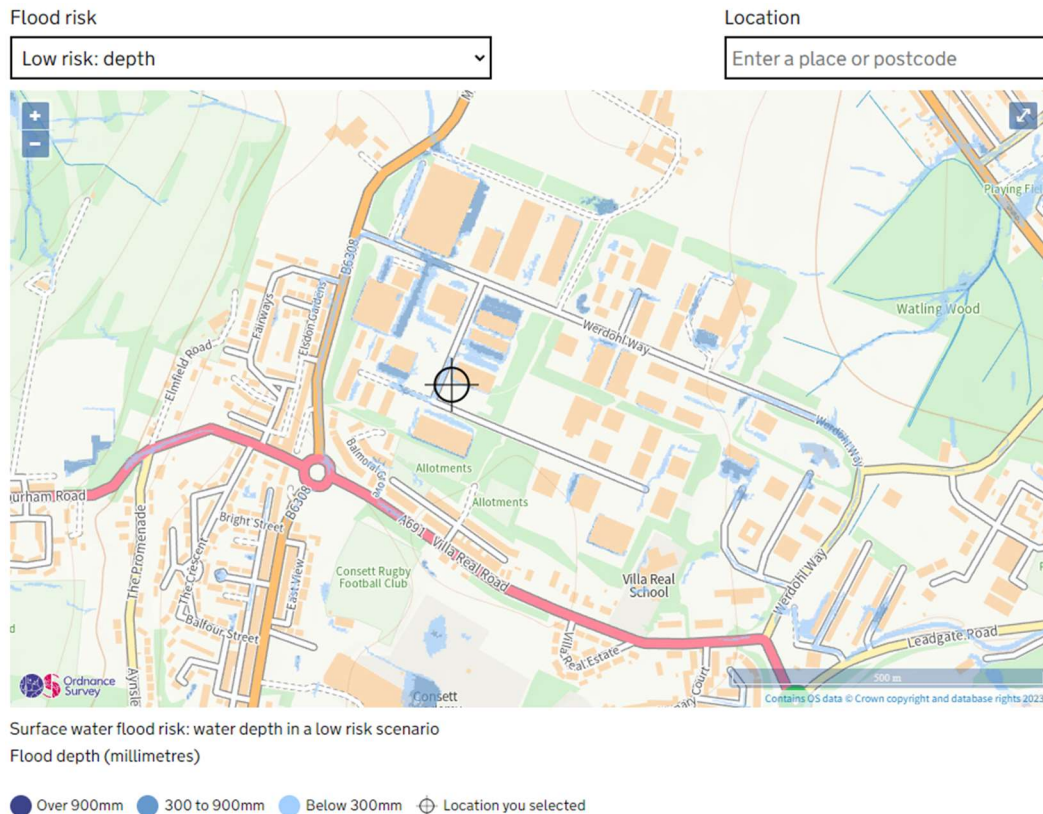 Flood risk
Location
Low risk: depth
Enter a place or postcode
+
−
Playing
Watling Wood
B6308
Fairways
Elsdon Gardens
Elmfield Road
Werdohl Way
Werdohl Way
Balmoral
Allotments
Allotments
urham Road
A691
Villa Real Road
B6308
Bright Street
The Promenade
The Crescent
East View
Consett Rugby
Football Club
Villa Real
School
Werdohl Way
Balfour Street
Villa
Real Estate
Leadgate Road
Ordnance
Survey
Consett
500 m
Contains OS data © Crown copyright and database rights 2023
Surface water flood risk: water depth in a low risk scenario
Flood depth (millimetres)
Over 900mm
300 to 900mm
Below 300mm
Location you selected